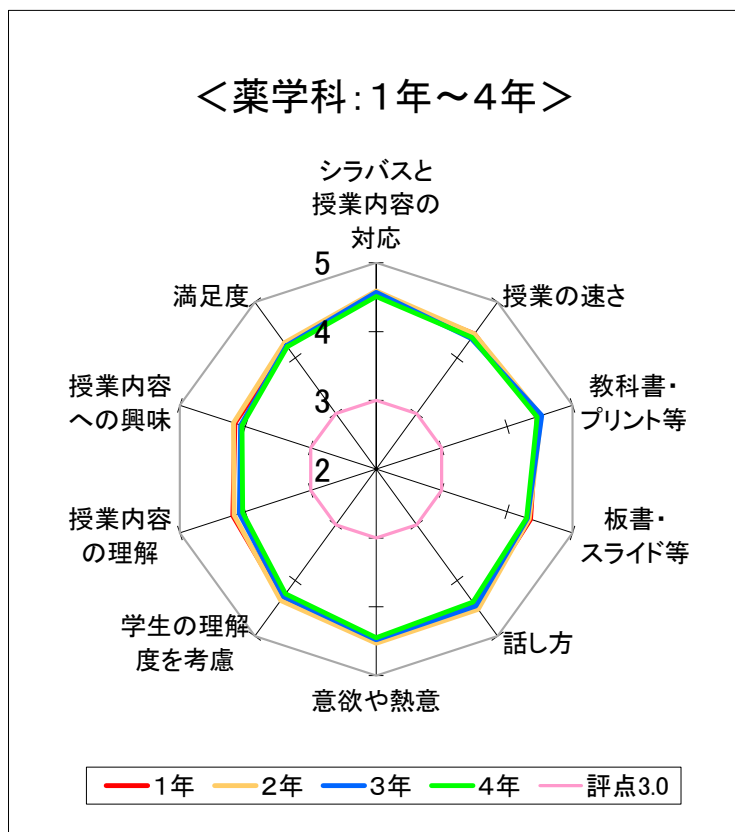 ＜薬学科：１年～４年＞
シラバスと
授業内容の
対応
授業の速さ
教科書・
プリント等
板書・
スライド等
話し方
意欲や熱意
学生の理解
度を考慮
授業内容
の理解
授業内容
への興味
満足度
5
4
3
2
１年
２年
３年
４年
評点3.0